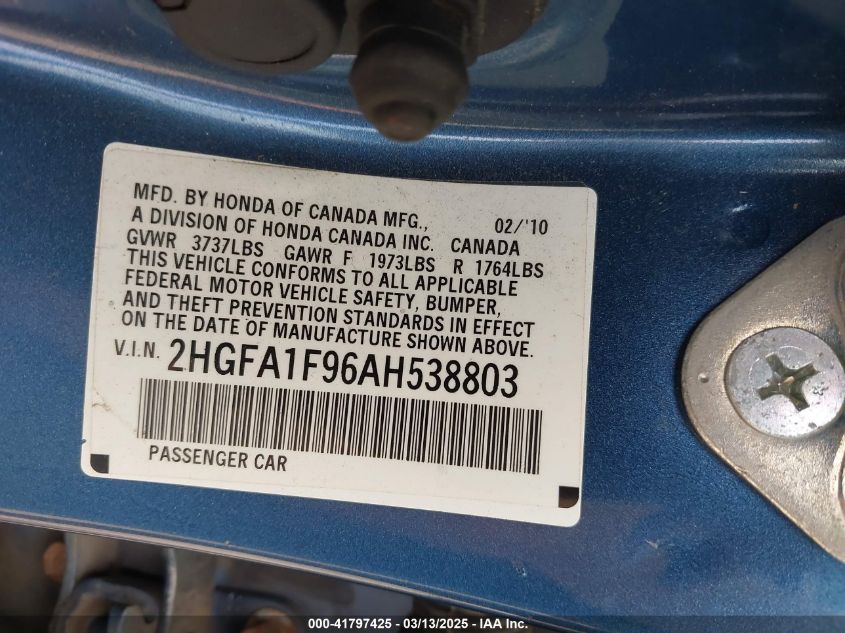 MFD. BY HONDA OF CANADA MFG., 02/'10
A DIVISION OF HONDA CANADA INC. CANADA
GVWR 3737LBS GAWR F 1973LBS R 1764LBS
THIS VEHICLE CONFORMS TO ALL APPLICABLE
FEDERAL MOTOR VEHICLE SAFETY, BUMPER,
AND THEFT PREVENTION STANDARDS IN EFFECT
ON THE DATE OF MANUFACTURE SHOWN ABOVE.
V.I.N. 2HGFA1F96AH538803
PASSENGER CAR
000-41797425 | 03/13/2025 - IAA Inc.